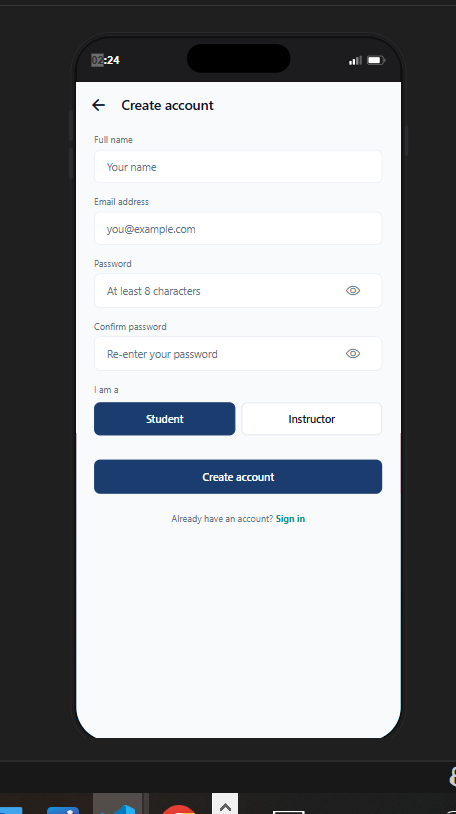 02:24
Create account
Full name
Your name
Email address
you@example.com
Password
At least 8 characters
Confirm password
Re-enter your password
I am a
Student Instructor
Create account
Already have an account? Sign in